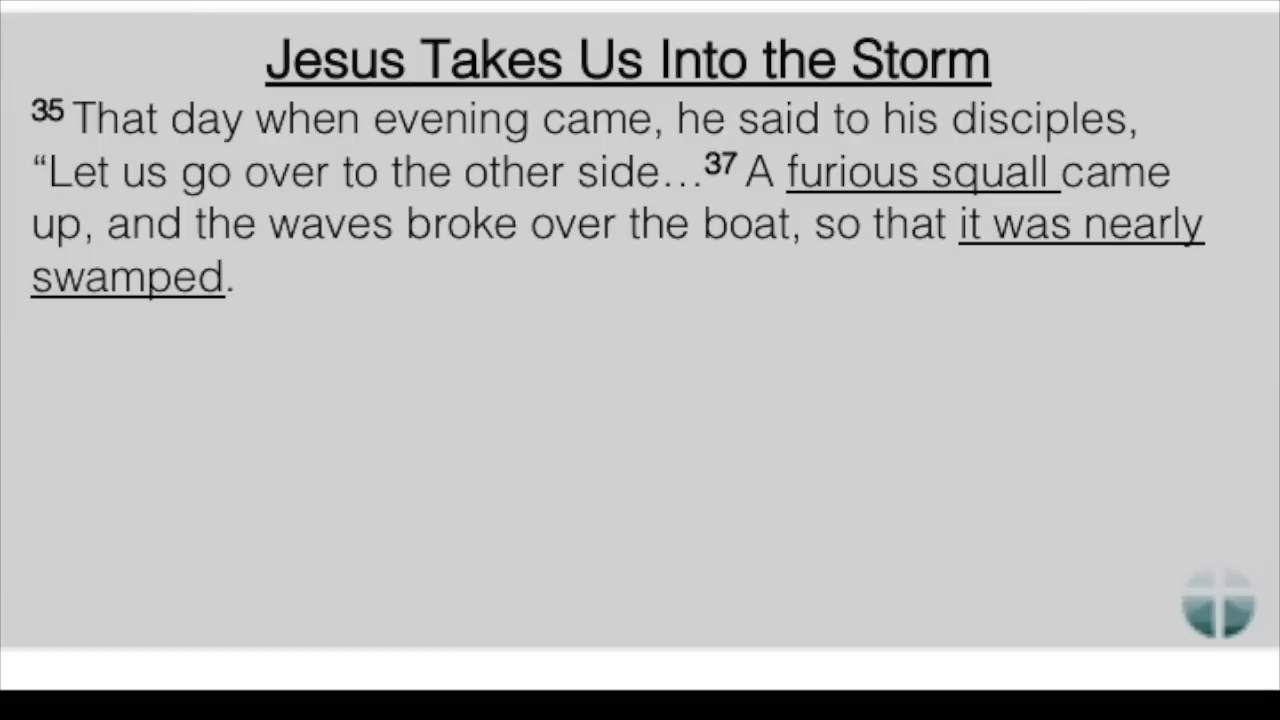 Jesus Takes Us Into the Storm
35 That day when evening came, he said to his disciples,
“Let us go over to the other side…37 A furious squall came
up, and the waves broke over the boat, so that it was nearly
swamped.